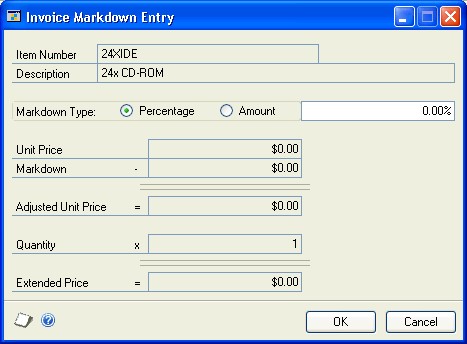 Invoice Markdown Entry
Item Number 24XIDE
Description 24x CD-ROM
Markdown Type: Percentage Amount 0.00%
Unit Price $0.00
Markdown - $0.00
Adjusted Unit Price = $0.00
Quantity x 1
Extended Price = $0.00
OK Cancel